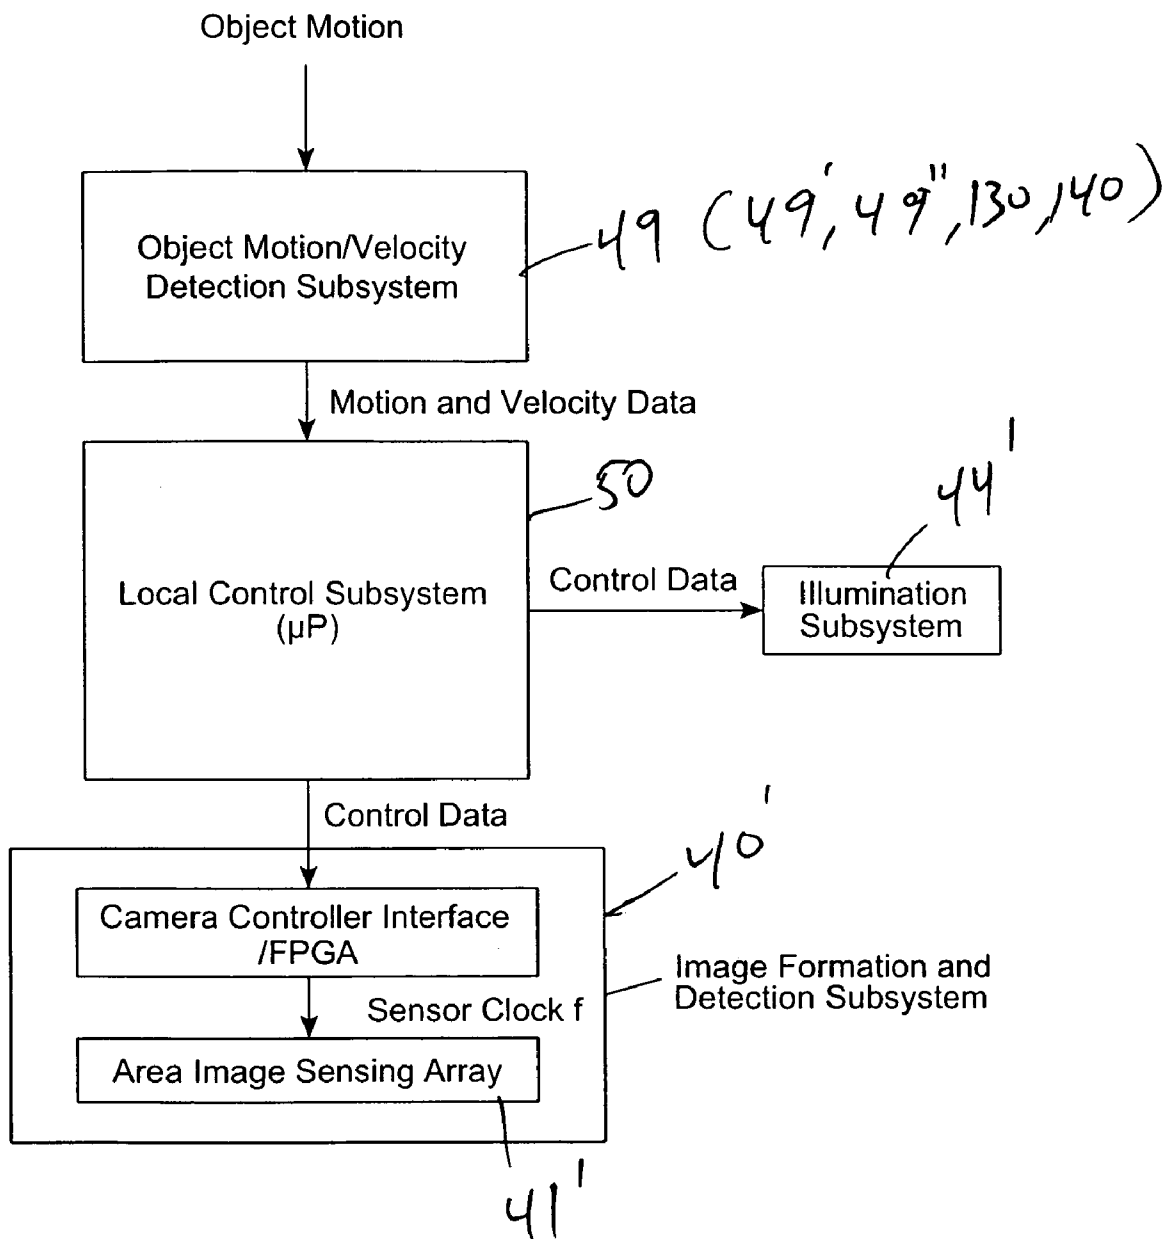 Object Motion
Object Motion/Velocity
Detection Subsystem
49 (49', 49'', 130, 140)
Motion and Velocity Data
50
44'
Local Control Subsystem
(µP)
Control Data
Illumination
Subsystem
Control Data
40'
Camera Controller Interface
/FPGA
Image Formation and
Detection Subsystem
Sensor Clock f
Area Image Sensing Array
41'